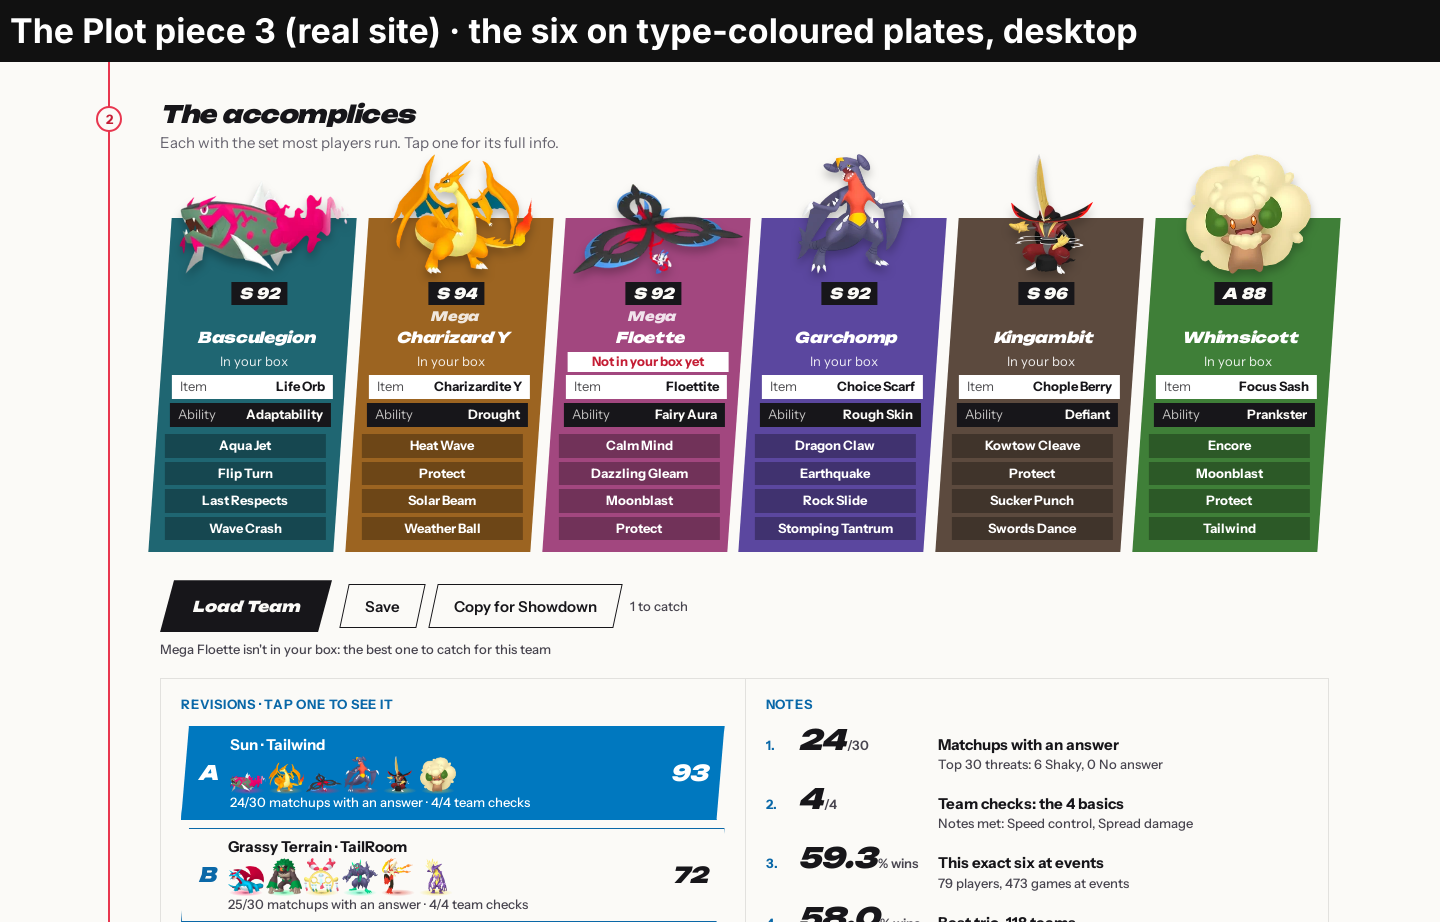 The Plot piece 3 (real site) · the six on type-coloured plates, desktop
2
The accomplices
Each with the set most players run. Tap one for its full info.
S 92
Basculegion
In your box
Item Life Orb
Ability Adaptability
Aqua Jet
Flip Turn
Last Respects
Wave Crash
S 94
Mega
Charizard Y
In your box
Item Charizardite Y
Ability Drought
Heat Wave
Protect
Solar Beam
Weather Ball
S 92
Mega
Floette
Not in your box yet
Item Floettite
Ability Fairy Aura
Calm Mind
Dazzling Gleam
Moonblast
Protect
S 92
Garchomp
In your box
Item Choice Scarf
Ability Rough Skin
Dragon Claw
Earthquake
Rock Slide
Stomping Tantrum
S 96
Kingambit
In your box
Item Chople Berry
Ability Defiant
Kowtow Cleave
Protect
Sucker Punch
Swords Dance
A 88
Whimsicott
In your box
Item Focus Sash
Ability Prankster
Encore
Moonblast
Protect
Tailwind
Load Team
Save
Copy for Showdown
1 to catch
Mega Floette isn't in your box: the best one to catch for this team
REVISIONS · TAP ONE TO SEE IT
A
Sun · Tailwind
24/30 matchups with an answer · 4/4 team checks
93
B
Grassy Terrain · TailRoom
25/30 matchups with an answer · 4/4 team checks
72
NOTES
1. 24/30
Matchups with an answer
Top 30 threats: 6 Shaky, 0 No answer
2. 4/4
Team checks: the 4 basics
Notes met: Speed control, Spread damage
3. 59.3% wins
This exact six at events
79 players, 473 games at events
4. 58.0% wins
Best trio, 118 teams